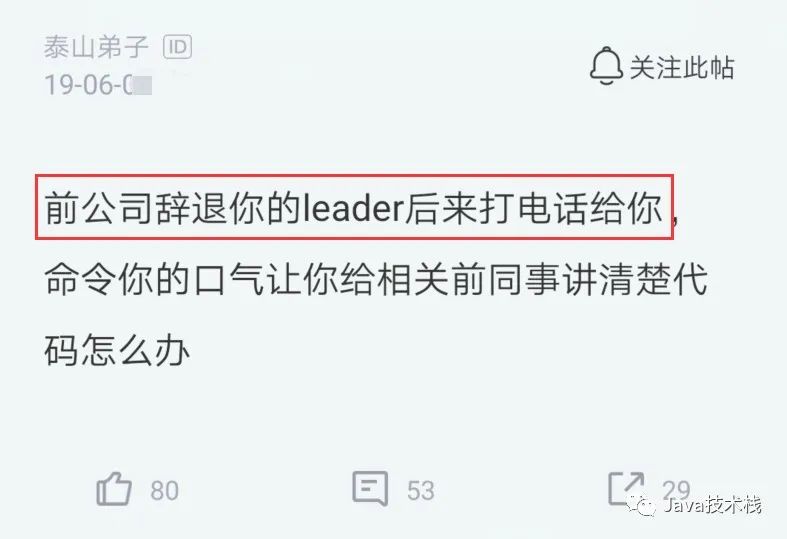 泰山弟子 ID
19-06-0
关注此帖
前公司辞退你的leader后来打电话给你,
命令你的口气让你给相关前同事讲清楚代
码怎么办
80
53
29
Java技术栈